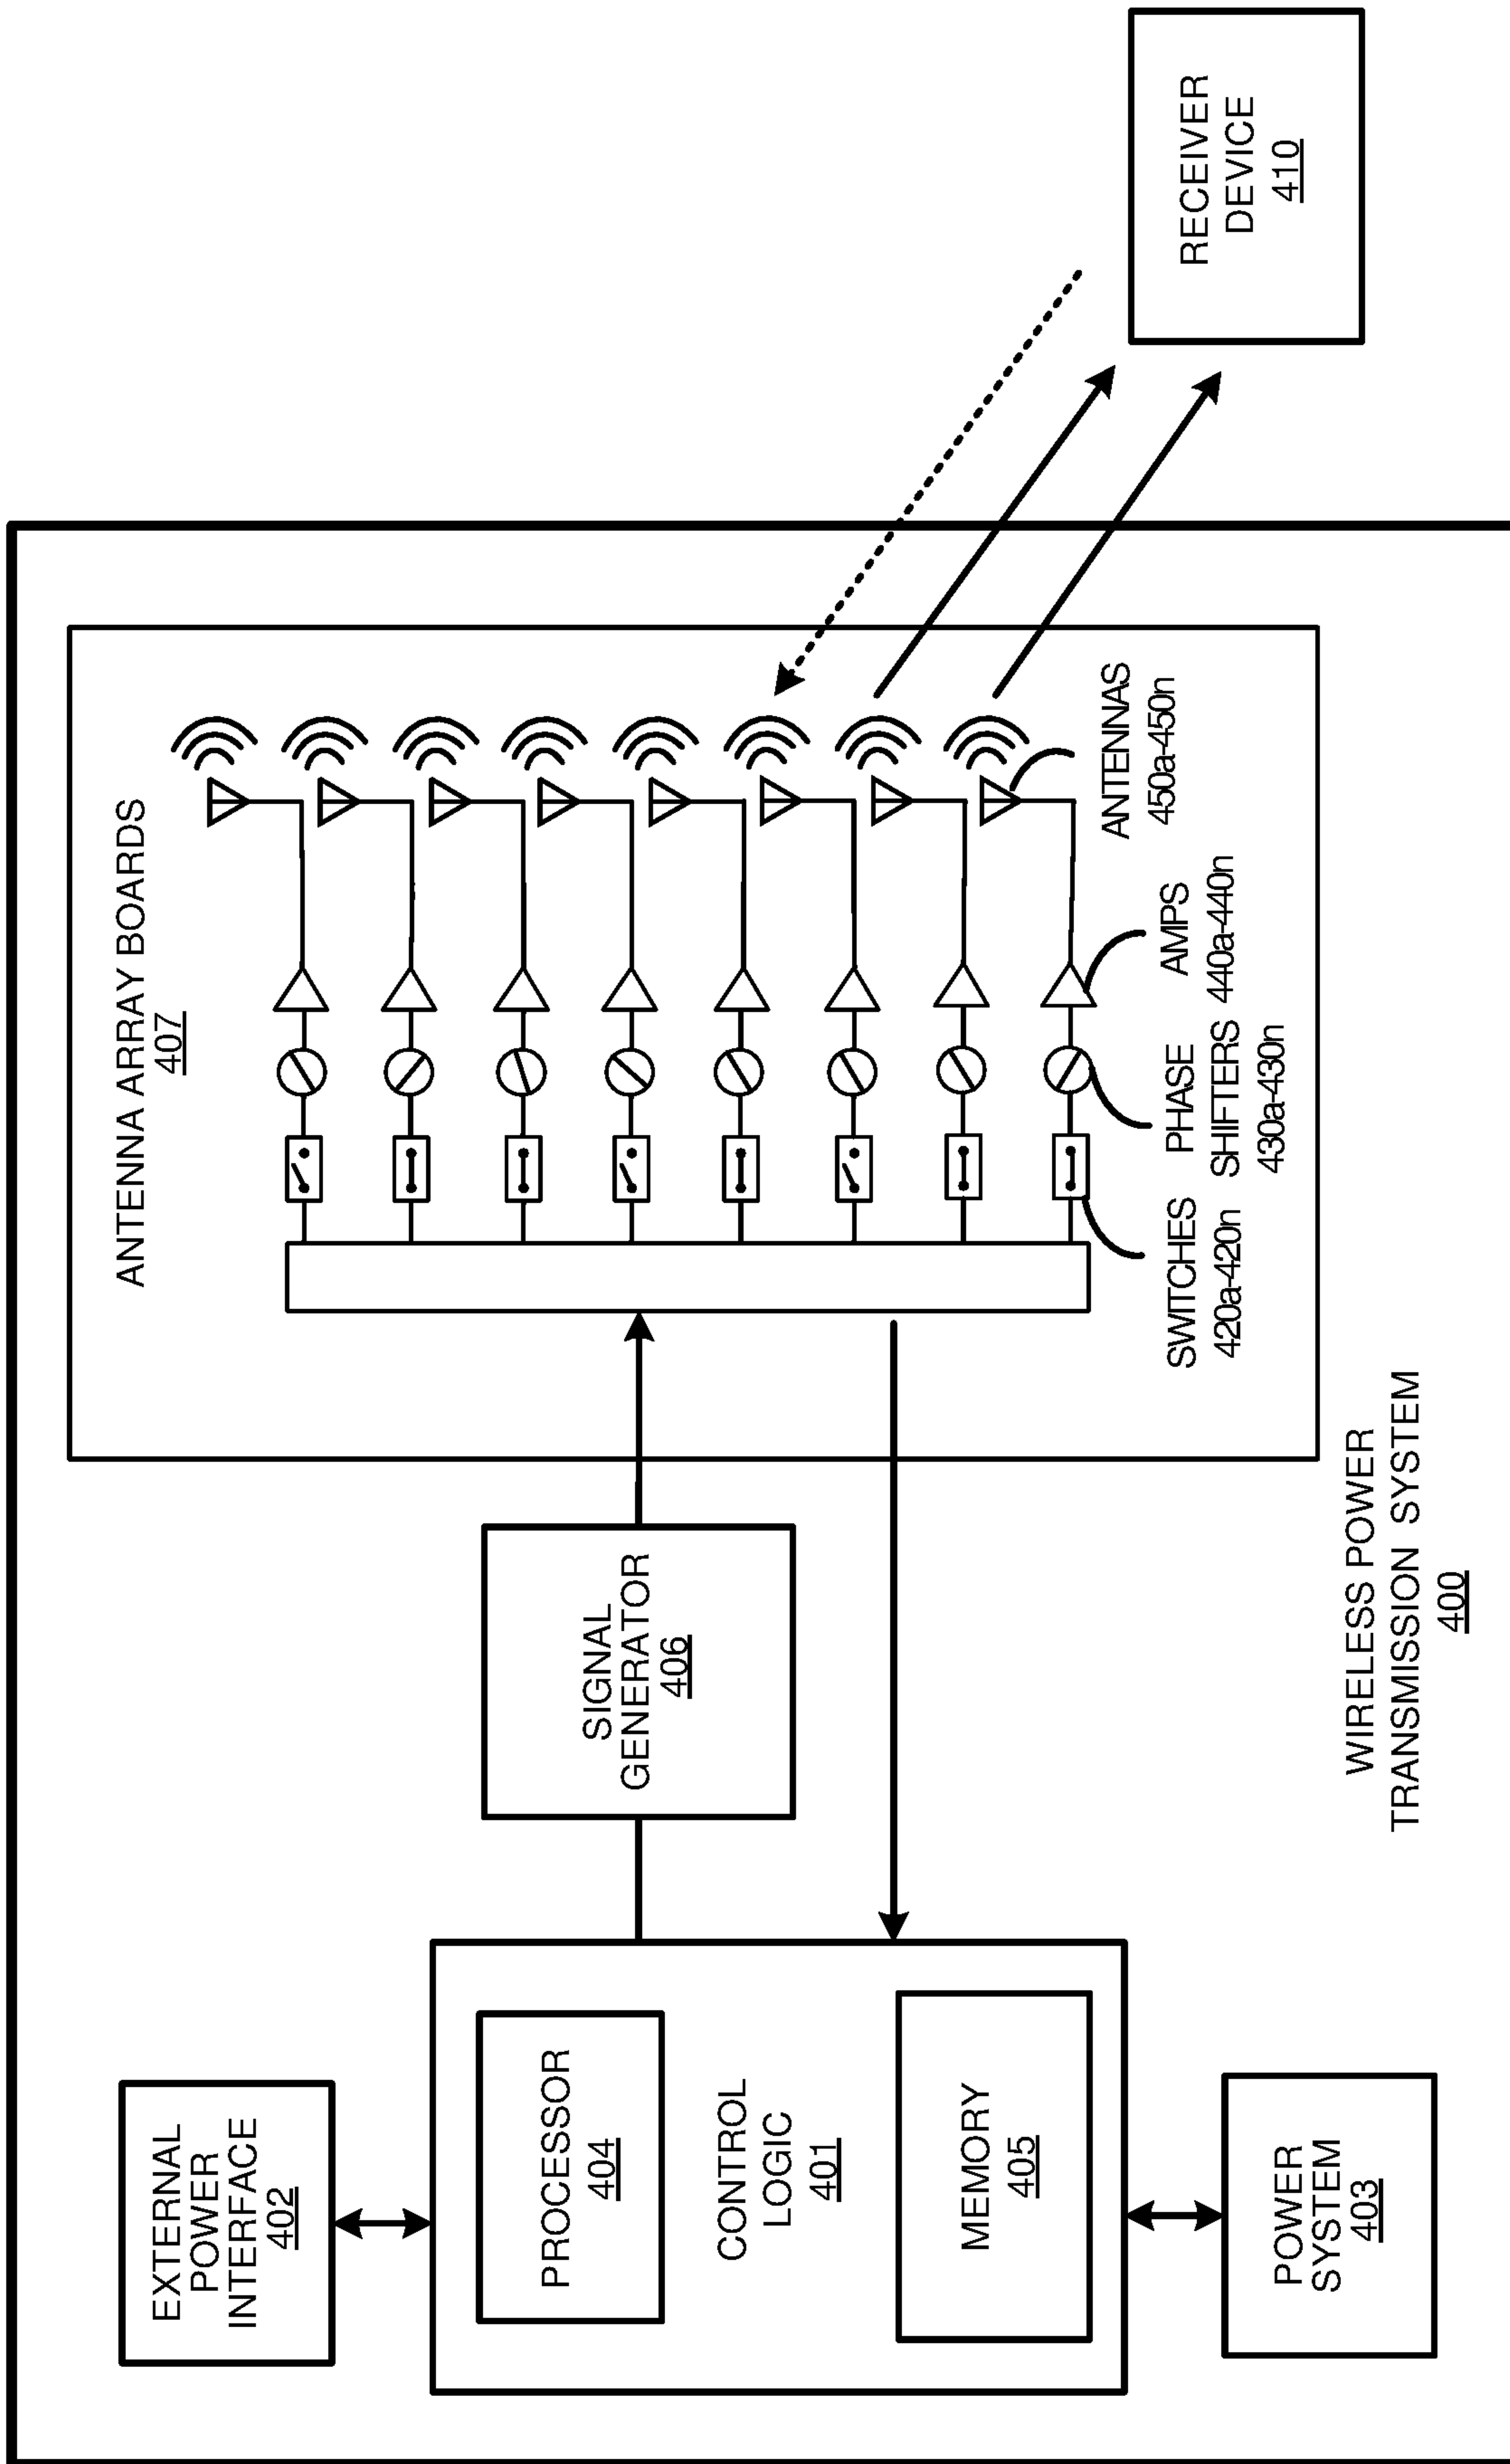 EXTERNAL
POWER
INTERFACE
402
PROCESSOR
404
CONTROL
LOGIC
401
MEMORY
405
POWER
SYSTEM
403
SIGNAL
GENERATOR
406
ANTENNA ARRAY BOARDS
407
SWITCHES
420a-420n
PHASE
SHIFTERS
430a-430n
AMPS
440a-440n
ANTENNAS
450a-450n
WIRELESS POWER
TRANSMISSION SYSTEM
400
RECEIVER
DEVICE
410